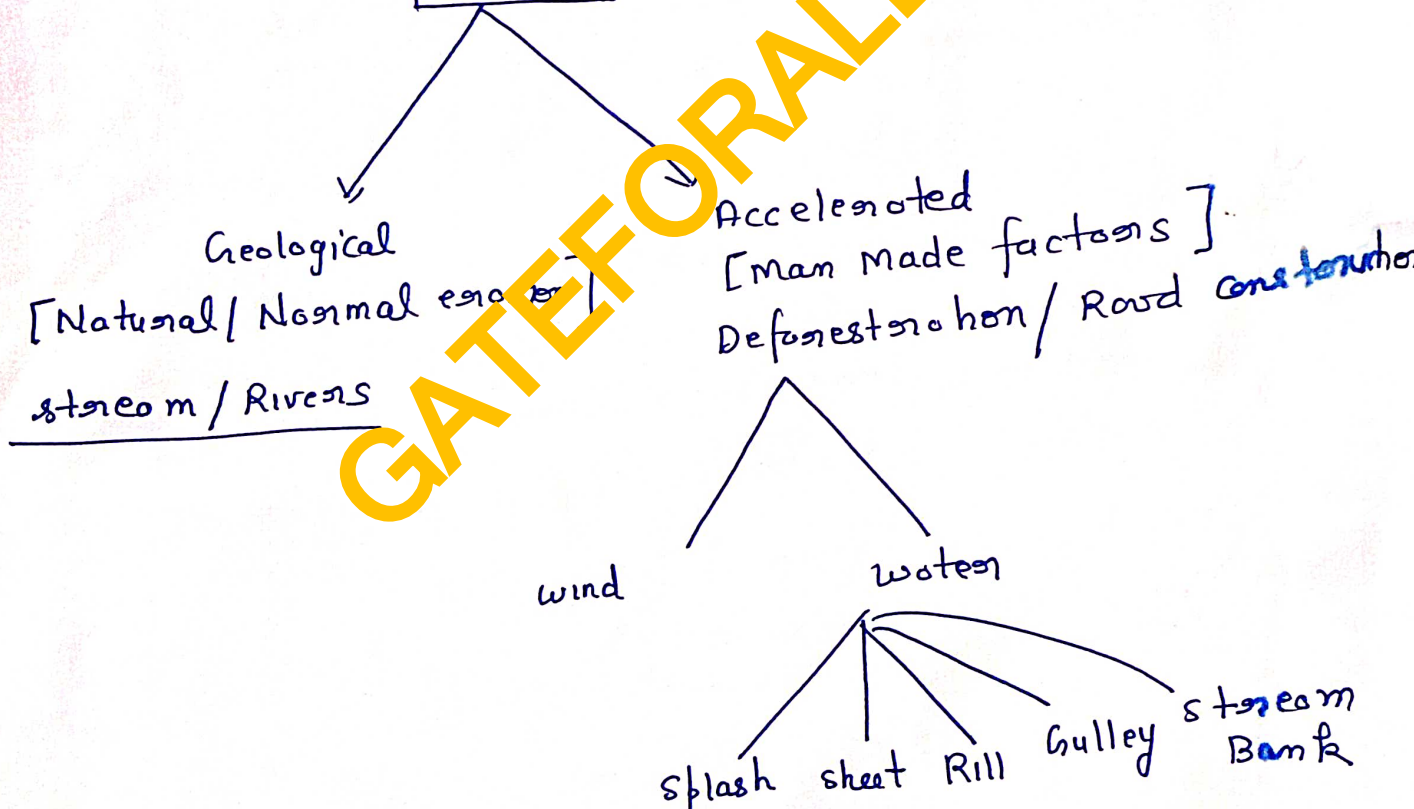 GATEFORALL
Geological
[Natural / Normal erosion]
stream / Rivers
Accelerated
[Man Made factors]
Deforestration / Road construction
wind
water
splash sheet Rill Gulley stream
Bank